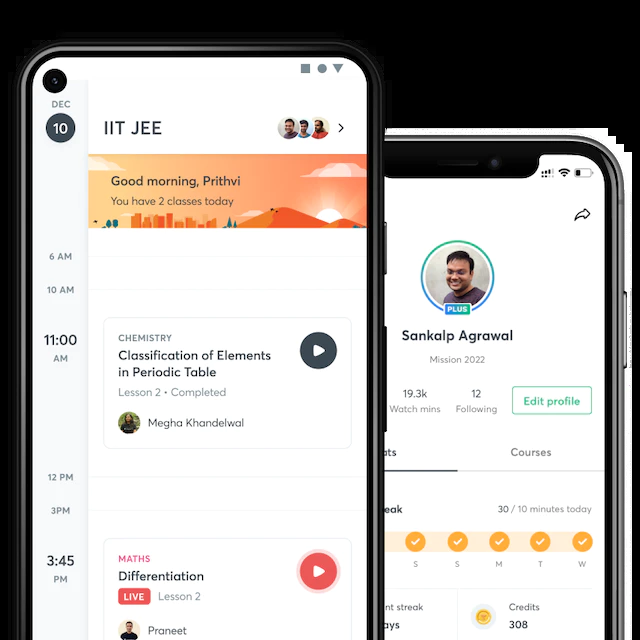 DEC
10
IIT JEE
Good morning, Prithvi
You have 2 classes today
6 AM
10 AM
11:00
AM
CHEMISTRY
Classification of Elements
in Periodic Table
Lesson 2 • Completed
Megha Khandelwal
12 PM
3PM
3:45
PM
MATHS
Differentiation
LIVE Lesson 2
Praneet
PLUS
Sankalp Agrawal
Mission 2022
19.3k
Watch mins
12
Following
Edit profile
ats
Courses
eak
30 / 10 minutes today
S S M T W
nt streak
ays
Credits
308